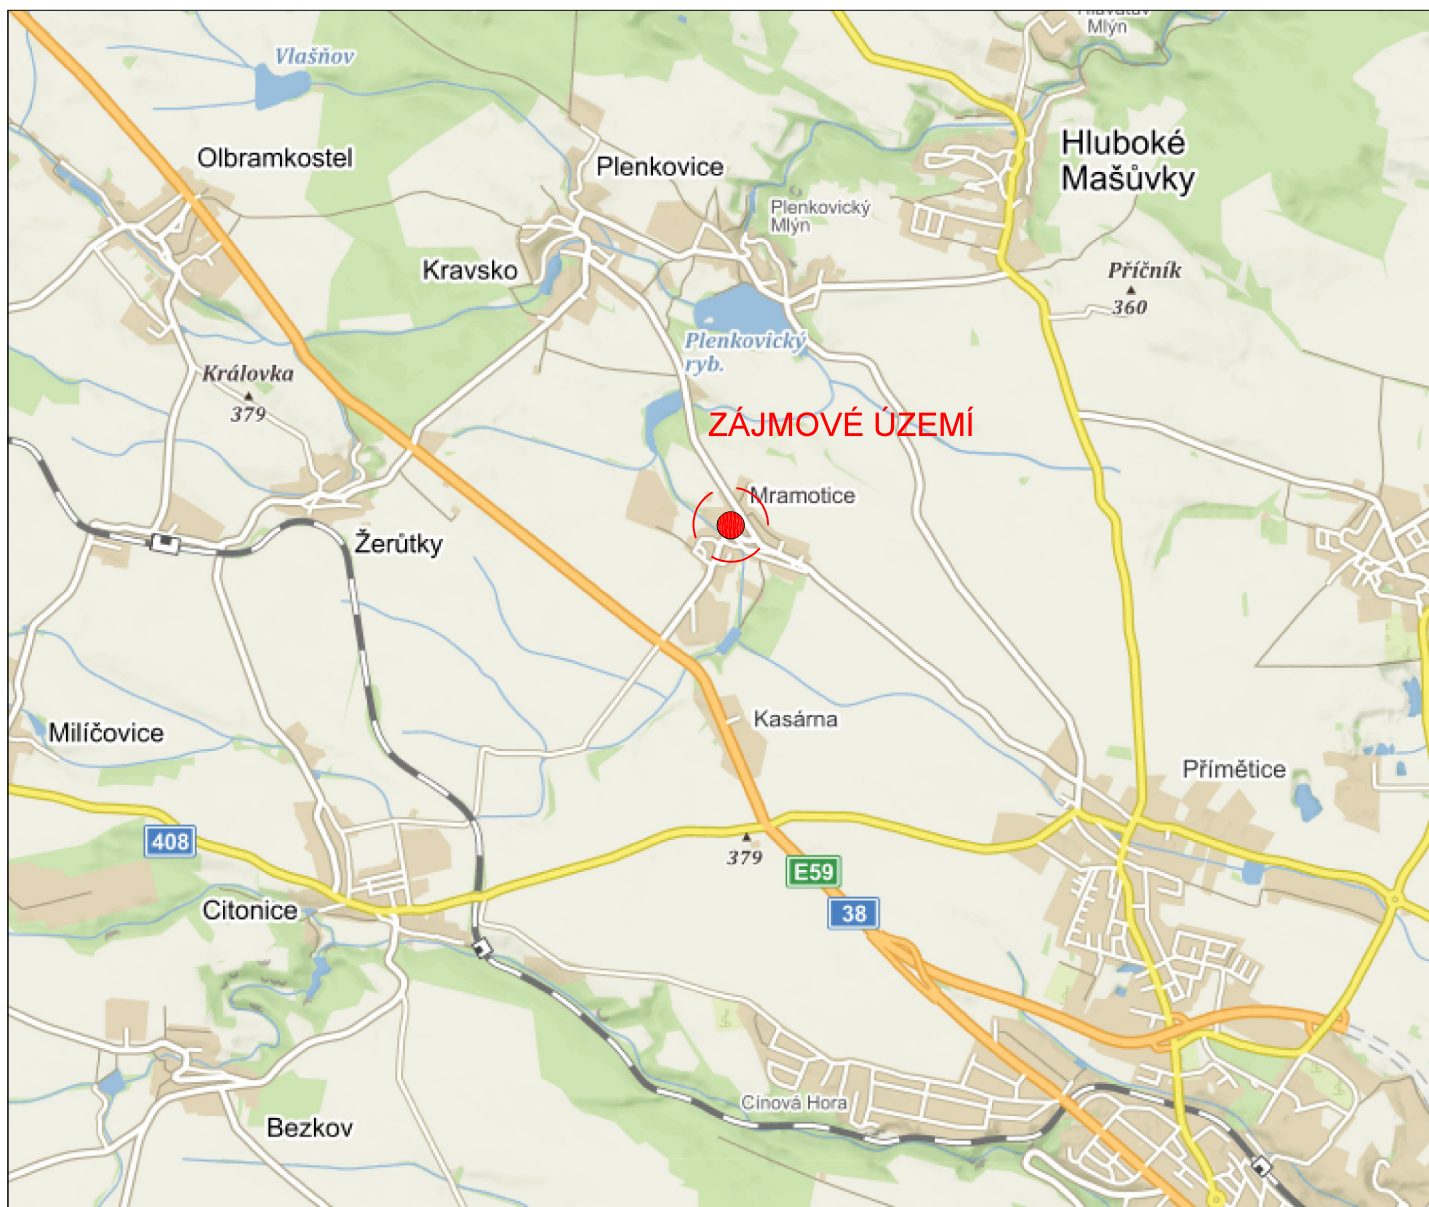 Mlýn
Vlašňov
Olbramkostel
Plenkovice
Hluboké
Mašůvky
Plenkovický
Mlýn
Kravsko
Příčník
360
Plenkovický
ryb.
Královka
379
ZÁJMOVÉ ÚZEMÍ
Mramotice
Žerůtky
Kasárna
Milíčovice
Přímětice
408
379
E59
38
Citonice
Cínová Hora
Bezkov